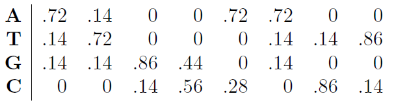 A .72 .14 0 0 .72 .72 0 0
T .14 .72 0 0 0 .14 .14 .86
G .14 .14 .86 .44 0 .14 0 0
C 0 0 .14 .56 .28 0 .86 .14